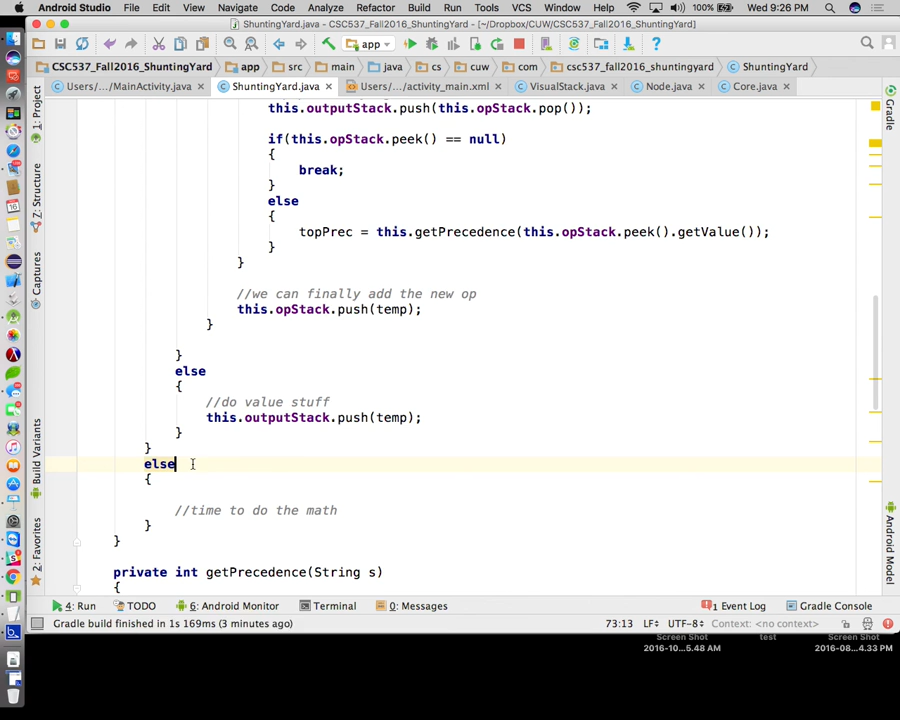 Android Studio File Edit View Navigate Code Analyze Refactor Build Run Tools VCS Window Help 100% Wed 9:26 PM
ShuntingYard.java - CSC537_Fall2016_ShuntingYard - [~/Dropbox/CUW/CSC537_Fall2016_ShuntingYard]
app
CSC537_Fall2016_ShuntingYard app src main java cs cuw com csc537_fall2016_shuntingyard ShuntingYard
Users/.../MainActivity.java ShuntingYard.java Users/.../activity_main.xml VisualStack.java Node.java Core.java
1: Project
7: Structure
Captures
Build Variants
2: Favorites
Gradle
Android Model
this.outputStack.push(this.opStack.pop());
if(this.opStack.peek() == null)
{
break;
}
else
{
topPrec = this.getPrecedence(this.opStack.peek().getValue());
}
}
//we can finally add the new op
this.opStack.push(temp);
}
}
else
{
//do value stuff
this.outputStack.push(temp);
}
}
else
{
//time to do the math
}
}
private int getPrecedence(String s)
{
4: Run TODO 6: Android Monitor Terminal 0: Messages 1 Event Log Gradle Console
Gradle build finished in 1s 169ms (3 minutes ago) 73:13 LF UTF-8 Context: <no context>
Screen Shot test Screen Shot
2016-10...5.48 AM 2016-08...4.33 PM